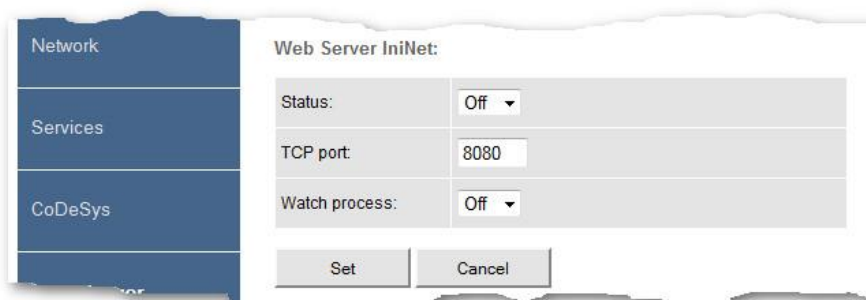 Network
Web Server IniNet:
Status: Off
Services
TCP port: 8080
CoDeSys
Watch process: Off
Set Cancel